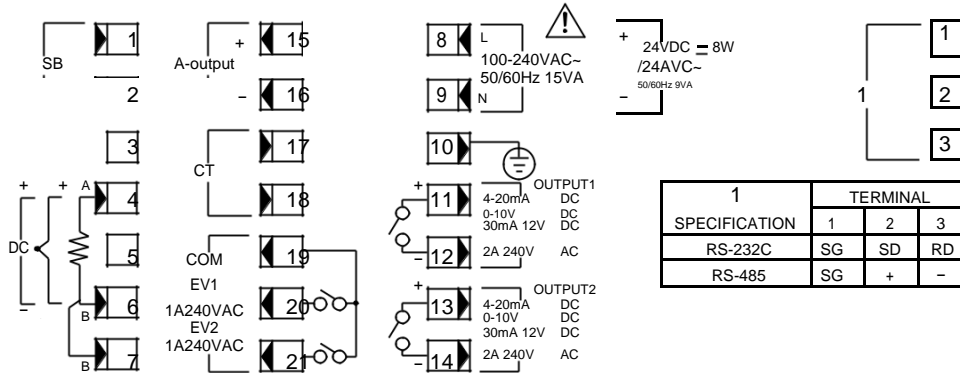 SB
1
2
3
DC
+
+
−
A
4
5
6
B
7
B
A-output
+
15
−
16
CT
17
18
COM
19
EV1
1A240VAC
20
EV2
1A240VAC
21
8
L
100-240VAC~
50/60Hz 15VA
9
N
10
OUTPUT1
+
11
4-20mA DC
0-10V DC
30mA 12V DC
−
12
2A 240V AC
OUTPUT2
+
13
4-20mA DC
0-10V DC
30mA 12V DC
−
14
2A 240V AC
+
24VDC = 8W
/24AVC~
50/60Hz 9VA
−
1
1
2
3
1 TERMINAL
SPECIFICATION 1 2 3
RS-232C SG SD RD
RS-485 SG + −